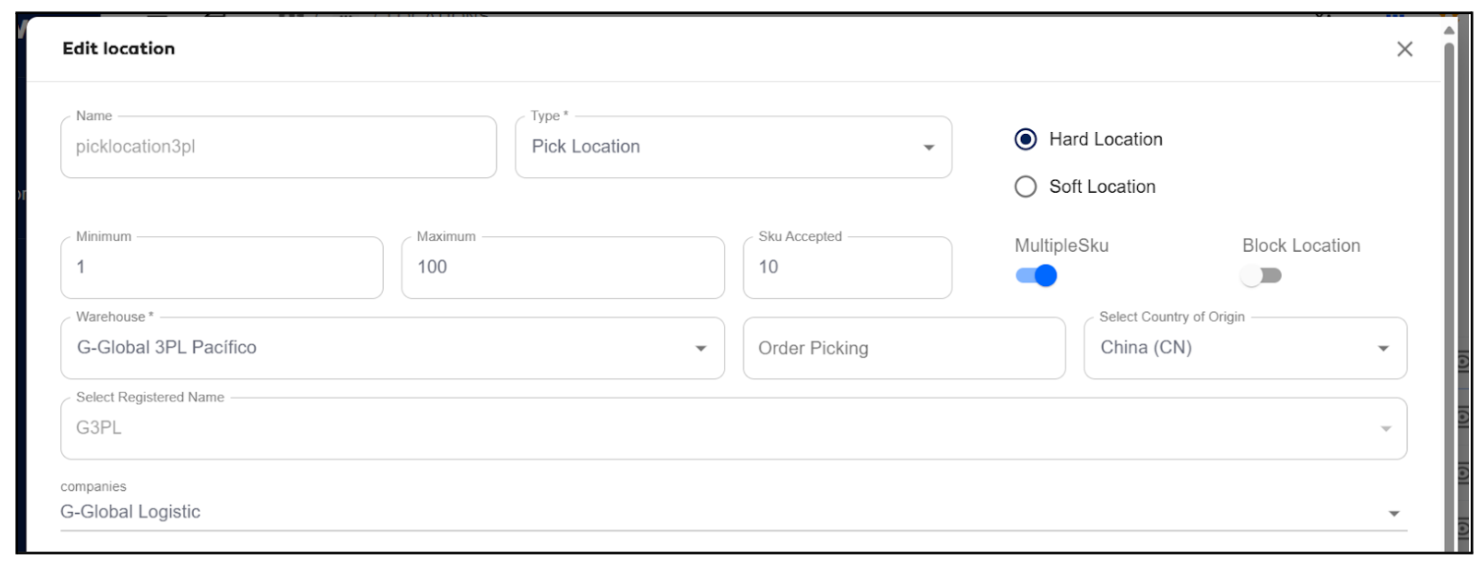 LOCATIONS
Edit location
Name
picklocation3pl
Type *
Pick Location
Hard Location
Soft Location
Minimum
1
Maximum
100
Sku Accepted
10
MultipleSku
Block Location
Warehouse *
G-Global 3PL Pacífico
Order Picking
Select Country of Origin
China (CN)
Select Registered Name
G3PL
companies
G-Global Logistic